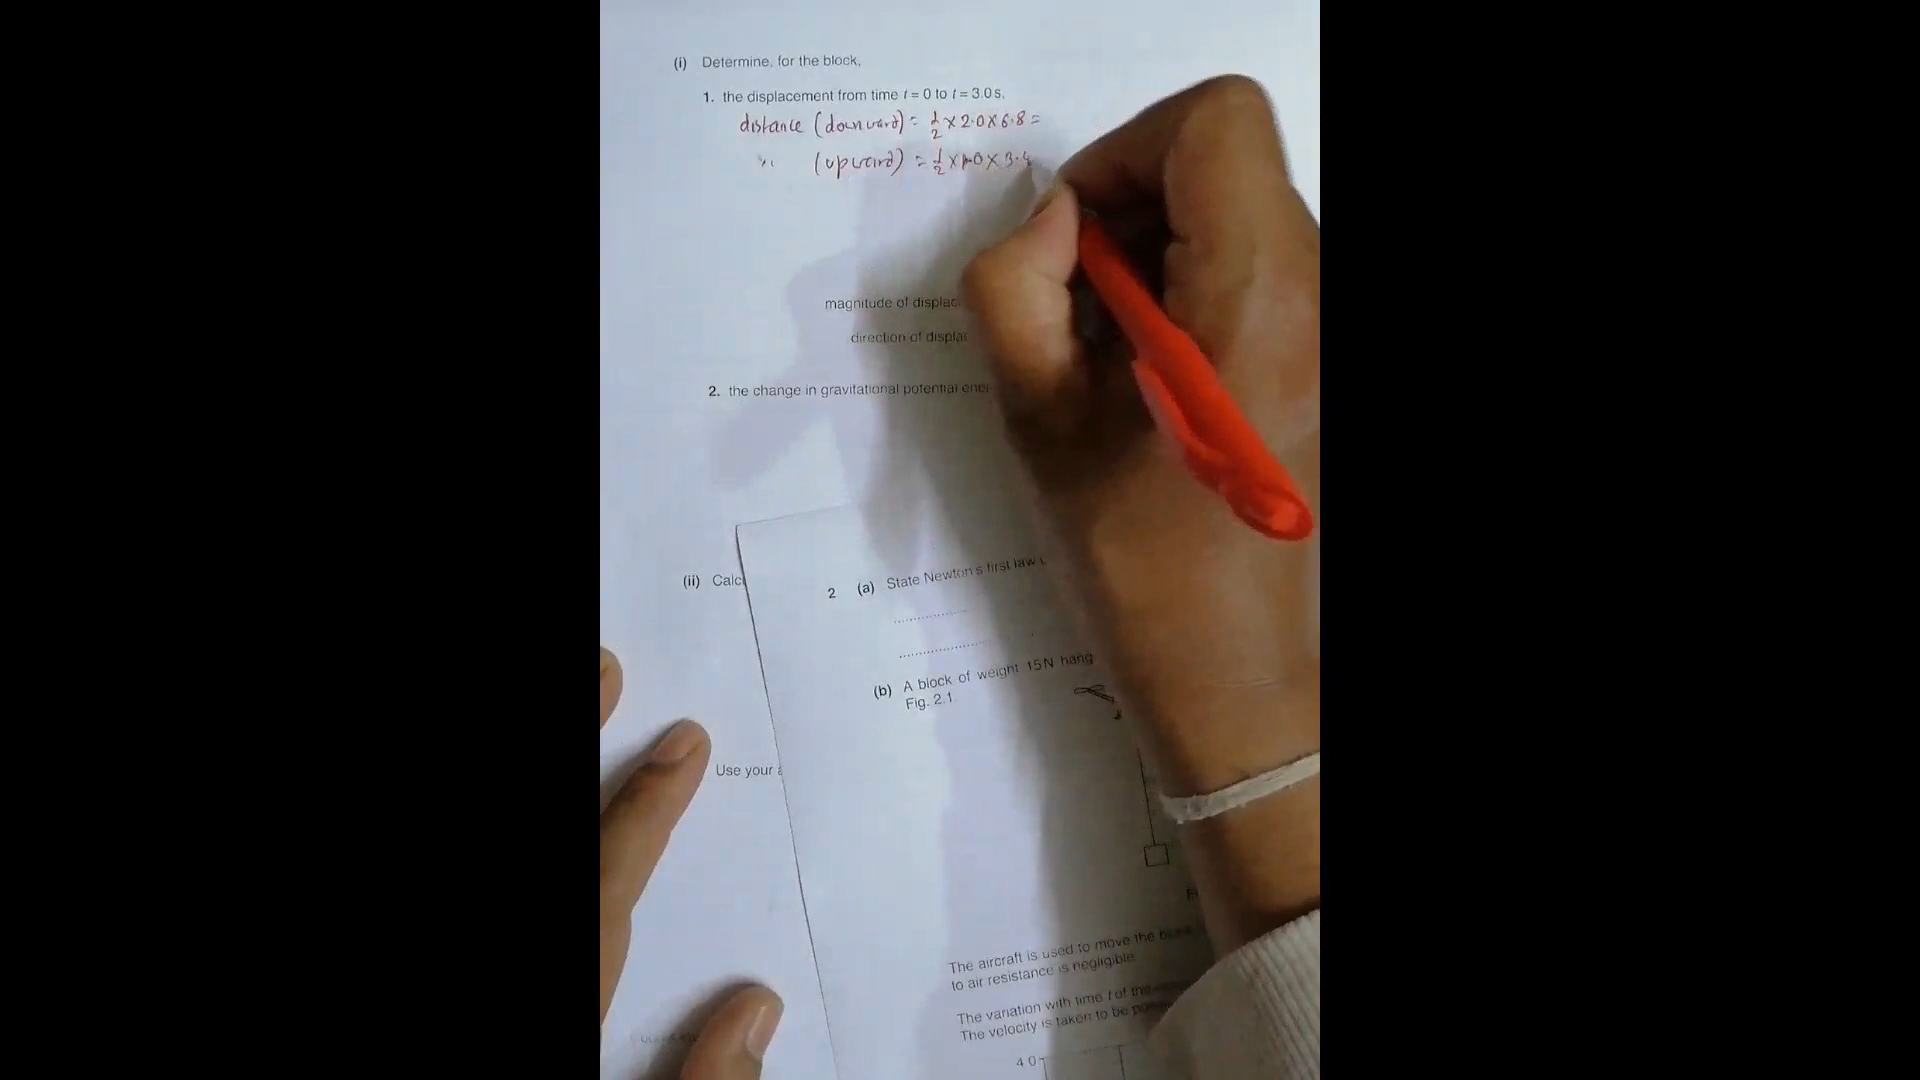 (i) Determine, for the block,
1. the displacement from time t = 0 to t = 3.0 s,
distance (downward) = 1/2 × 2.0 × 6.8 =
(upward) = 1/2 × 1.0 × 3.4
magnitude of displac
direction of displac
2. the change in gravitational potential ener
(ii) Calcu
2 (a) State Newton's first law
(b) A block of weight 15 N hang
Fig. 2.1.
Use your a
The aircraft is used to move the block
to air resistance is negligible.
The variation with time t of the
The velocity is taken to be pos
4.0